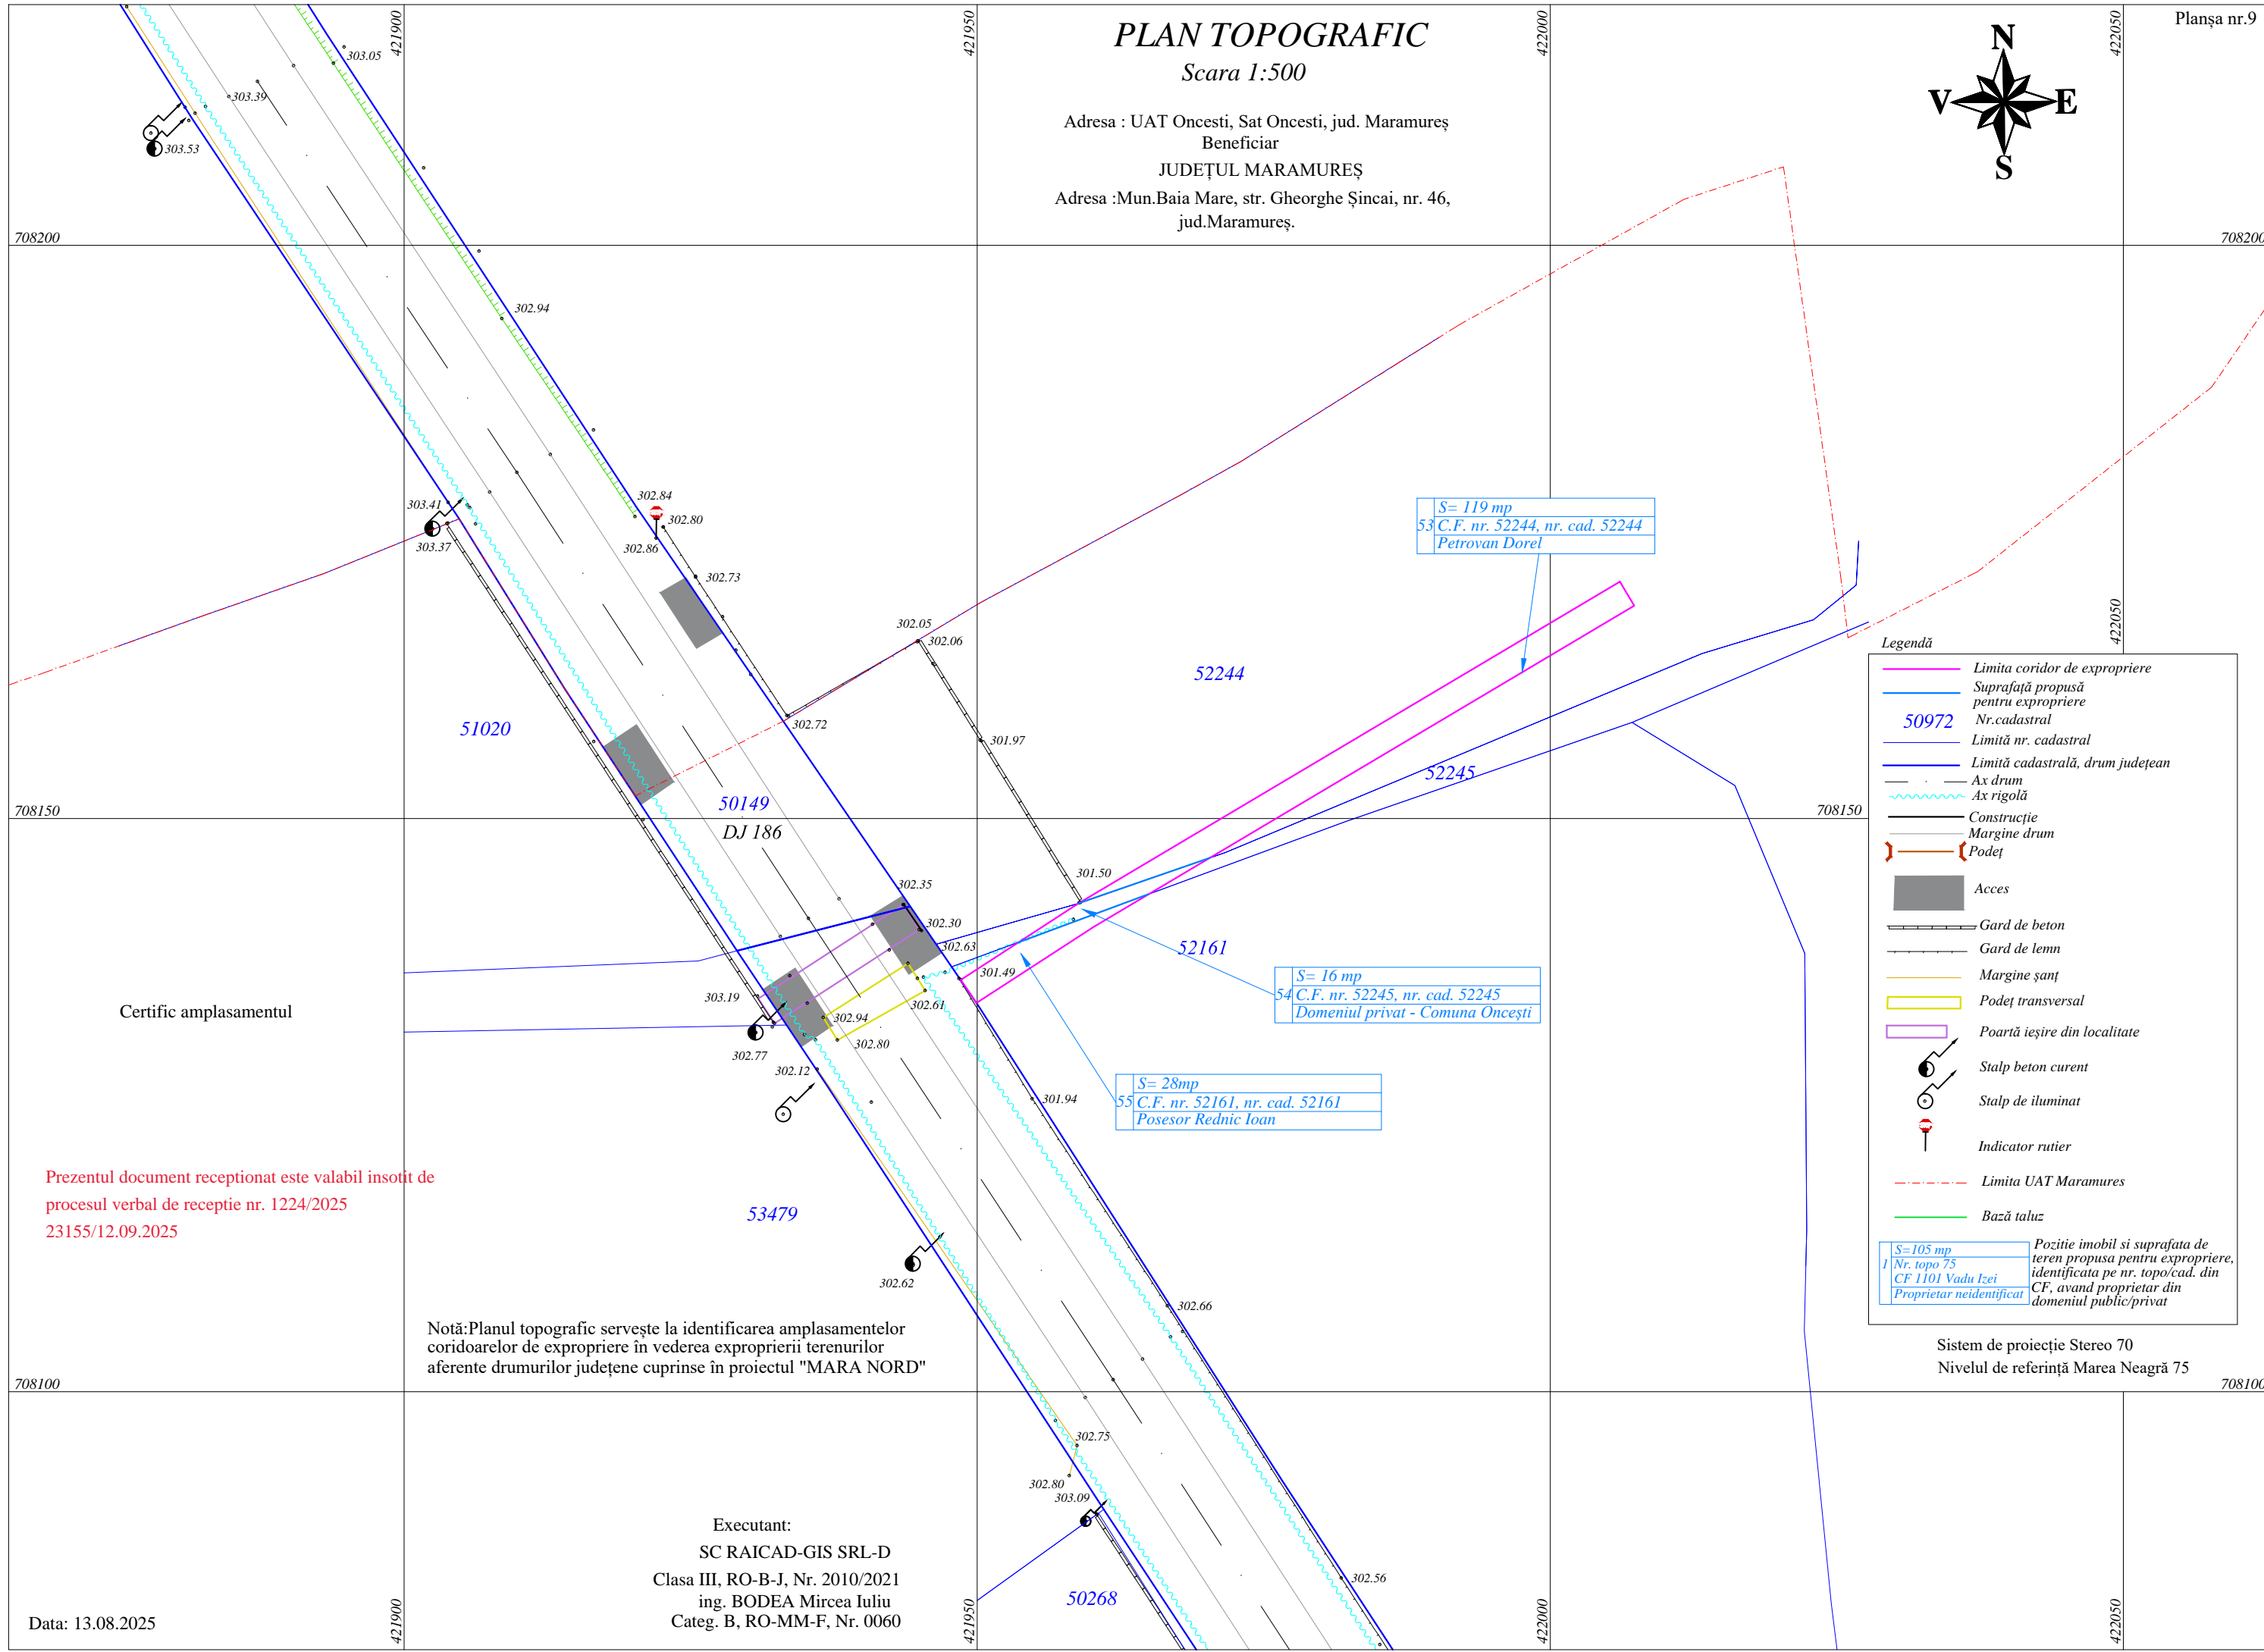 Planșa nr.9
PLAN TOPOGRAFIC
Scara 1:500
Adresa : UAT Oncesti, Sat Oncesti, jud. Maramureș
Beneficiar
JUDEȚUL MARAMUREȘ
Adresa :Mun.Baia Mare, str. Gheorghe Șincai, nr. 46,
jud.Maramureș.
N
V
E
S
421900
421950
422000
422050
303.05
303.39
303.53
708200
708200
302.94
303.41
303.37
302.84
302.80
302.86
302.73
302.05
302.06
302.72
301.97
S= 119 mp
53
C.F. nr. 52244, nr. cad. 52244
Petrovan Dorel
422050
52244
51020
52245
50149
DJ 186
708150
708150
301.50
302.35
302.30
302.63
301.49
52161
303.19
302.94
302.61
302.80
302.77
302.12
301.94
S= 16 mp
54
C.F. nr. 52245, nr. cad. 52245
Domeniul privat - Comuna Oncești
S= 28mp
55
C.F. nr. 52161, nr. cad. 52161
Posesor Rednic Ioan
Certific amplasamentul
Prezentul document receptionat este valabil insotit de
procesul verbal de receptie nr. 1224/2025
23155/12.09.2025
53479
302.62
302.66
Notă:Planul topografic servește la identificarea amplasamentelor
coridoarelor de expropriere în vederea exproprierii terenurilor
aferente drumurilor județene cuprinse în proiectul "MARA NORD"
708100
708100
302.75
302.80
303.09
302.56
50268
Legendă
Limita coridor de expropriere
Suprafață propusă
pentru expropriere
50972 Nr.cadastral
Limită nr. cadastral
Limită cadastrală, drum județean
Ax drum
Ax rigolă
Construcție
Margine drum
Podeț
Acces
Gard de beton
Gard de lemn
Margine șanț
Podeț transversal
Poartă ieșire din localitate
Stalp beton curent
Stalp de iluminat
Indicator rutier
Limita UAT Maramures
Bază taluz
S=105 mp
1
Nr. topo 75
CF 1101 Vadu Izei
Proprietar neidentificat
Pozitie imobil si suprafata de
teren propusa pentru expropriere,
identificata pe nr. topo/cad. din
CF, avand proprietar din
domeniul public/privat
Sistem de proiecție Stereo 70
Nivelul de referință Marea Neagră 75
Executant:
SC RAICAD-GIS SRL-D
Clasa III, RO-B-J, Nr. 2010/2021
ing. BODEA Mircea Iuliu
Categ. B, RO-MM-F, Nr. 0060
Data: 13.08.2025
421900
421950
422000
422050